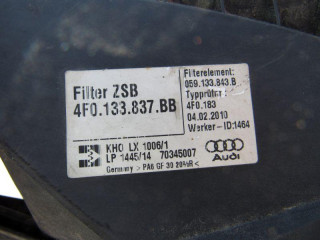 Filter ZSB
4F0.133.837.BB
Filterelement:
059.133.843.B
Typprüfnr.:
4F0.183
04.02.2010
Werker-ID:1464
KHO LX 1006/1
LP 1445/14 70345007
Germany >PA6 GF 30 20%R<
Audi